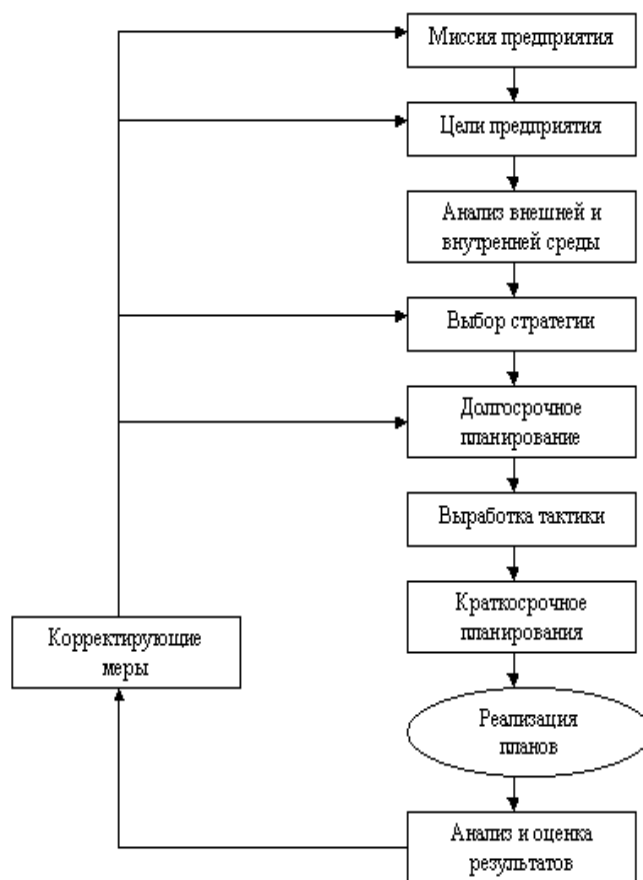 Миссия предприятия
Цели предприятия
Анализ внешней и
внутренней среды
Выбор стратегии
Долгосрочное
планирование
Выработка тактики
Краткосрочное
планирования
Корректирующие
меры
Реализация
планов
Анализ и оценка
результатов